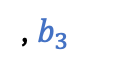 , b₃